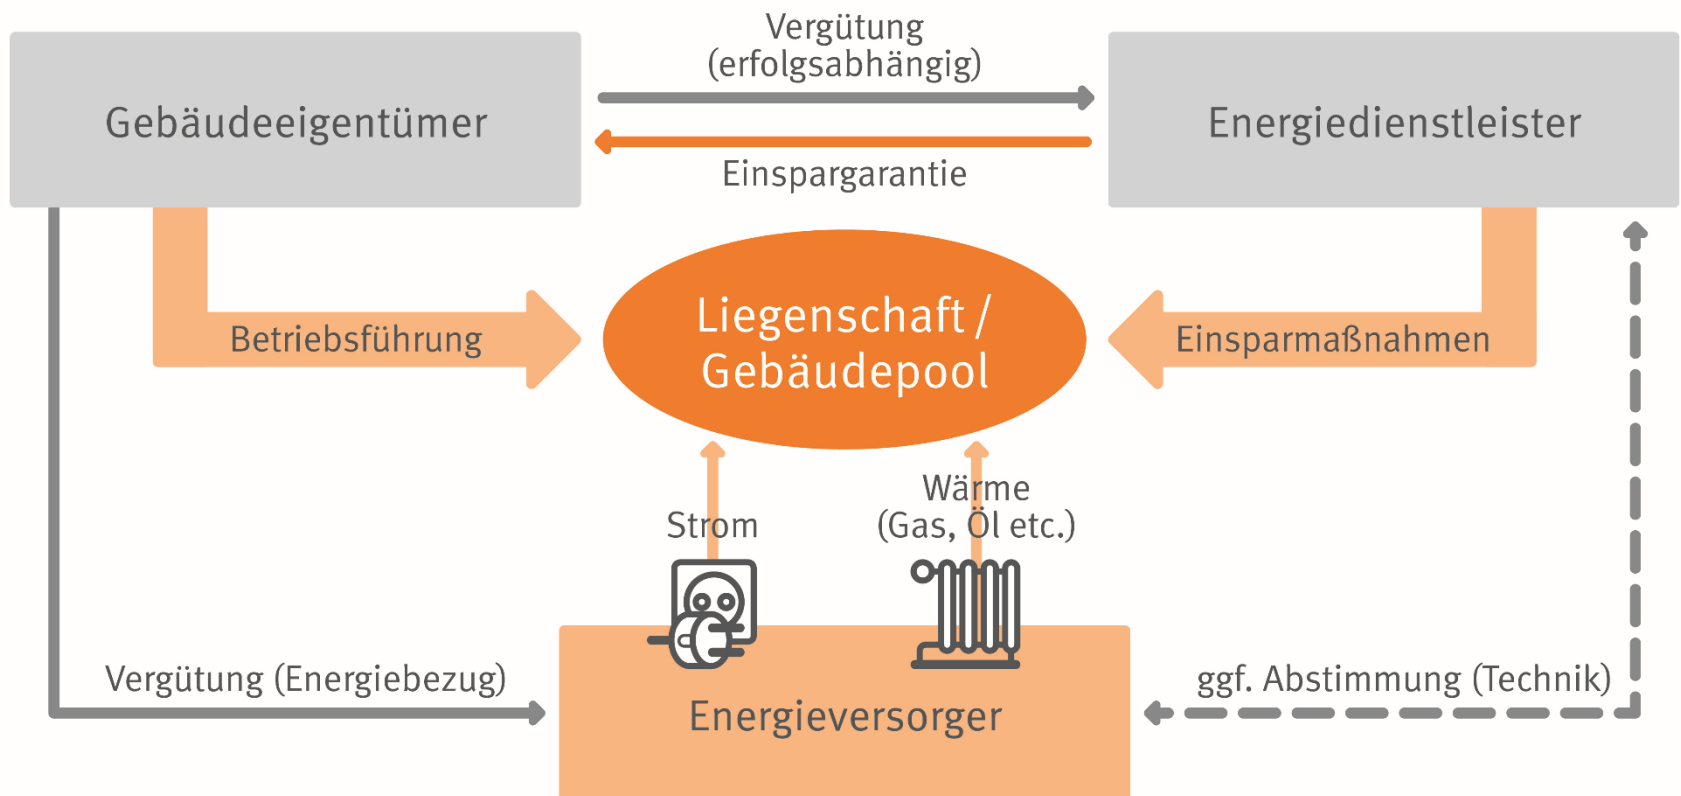 Vergütung
(erfolgsabhängig)
Gebäudeeigentümer
Energiedienstleister
Einspargarantie
Liegenschaft /
Gebäudepool
Betriebsführung
Einsparmaßnahmen
Strom
Wärme
(Gas, Öl etc.)
Vergütung (Energiebezug)
ggf. Abstimmung (Technik)
Energieversorger